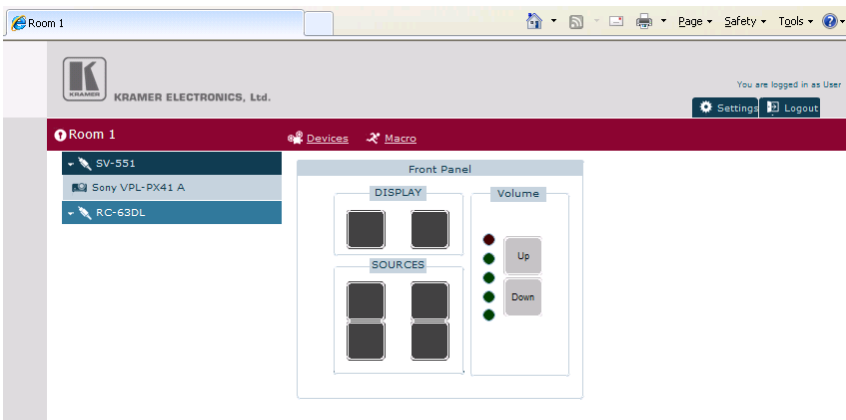 Room 1
Page Safety Tools
KRAMER
KRAMER ELECTRONICS, Ltd.
You are logged in as User
Settings Logout
Room 1 Devices Macro
SV-551
Sony VPL-PX41 A
RC-63DL
Front Panel
DISPLAY
Volume
SOURCES
Up
Down